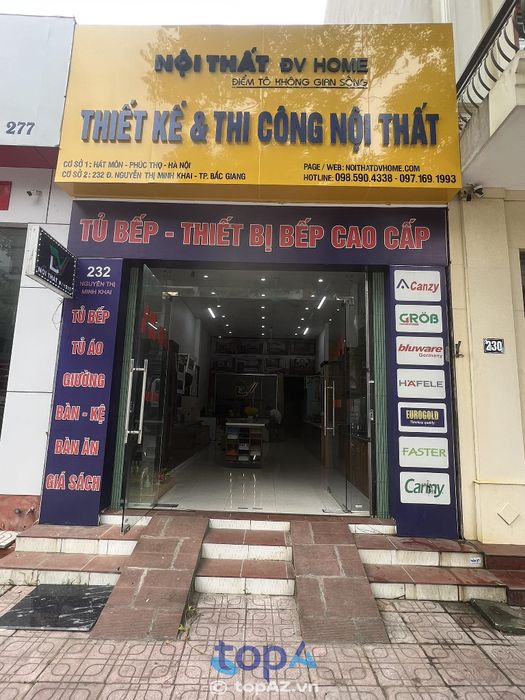 NỘI THẤT ĐV HOME
ĐIỂM TÔ KHÔNG GIAN SỐNG
THIẾT KẾ & THI CÔNG NỘI THẤT
CƠ SỞ 1: HÁT MÔN - PHÚC THỌ - HÀ NỘI
CƠ SỞ 2: 232 Đ. NGUYỄN THỊ MINH KHAI - TP. BẮC GIANG
PAGE / WEB: NOITHATDVHOME.COM
HOTLINE: 098.590.4338 - 097.169.1993
277
TỦ BẾP - THIẾT BỊ BẾP CAO CẤP
232
NGUYỄN THỊ
MINH KHAI
TỦ BẾP
TỦ ÁO
GIƯỜNG
BÀN - KỆ
BÀN ĂN
GIÁ SÁCH
NỘI THẤT
Canzy
GRÖB
bluware
Germany
HÄFELE
EUROGOLD
FASTER
Canny
230
topAZ
© topAZ.vn